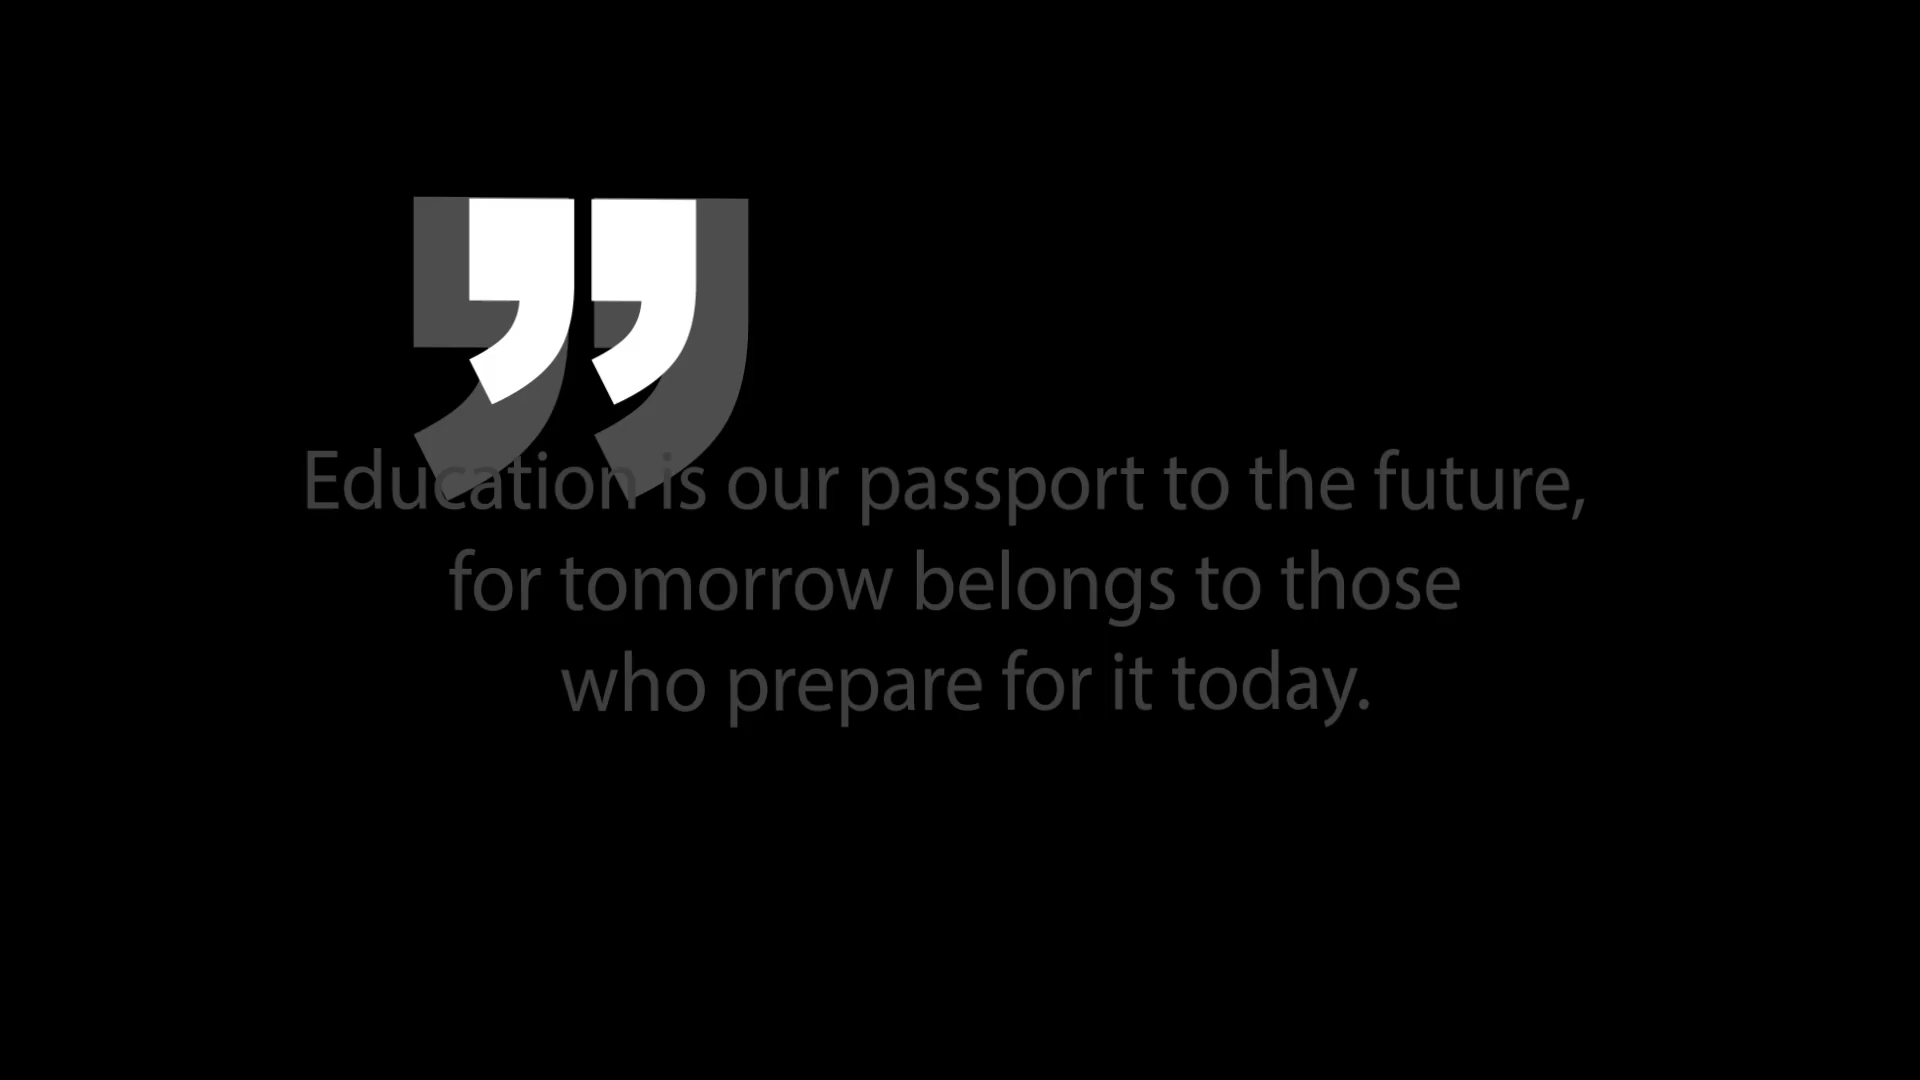 ”
Education is our passport to the future,
for tomorrow belongs to those
who prepare for it today.